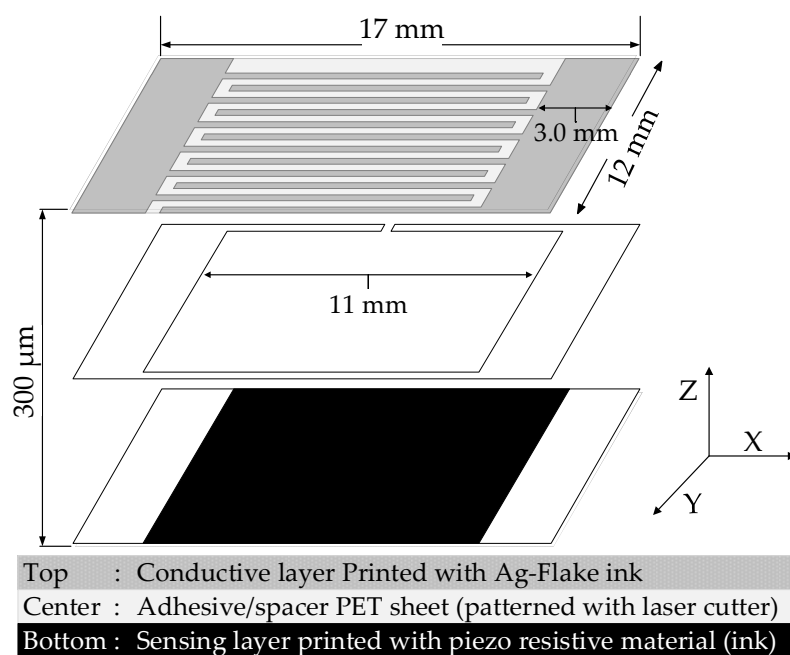 17 mm
3.0 mm
12 mm
11 mm
300 µm
Z
X
Y
Top : Conductive layer Printed with Ag-Flake ink
Center : Adhesive/spacer PET sheet (patterned with laser cutter)
Bottom : Sensing layer printed with piezo resistive material (ink)